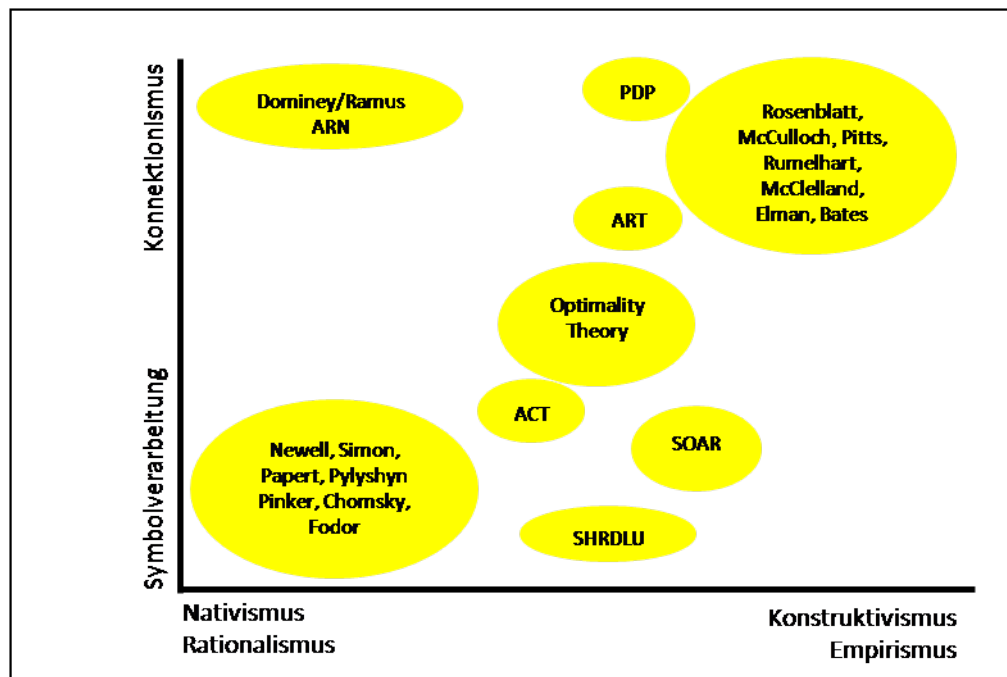 Konnektionismus
Symbolverarbeitung
Dominey/Ramus
ARN
PDP
Rosenblatt,
McCulloch, Pitts,
Rumelhart,
McClelland,
Elman, Bates
ART
Optimality
Theory
ACT
SOAR
Newell, Simon,
Papert, Pylyshyn
Pinker, Chomsky,
Fodor
SHRDLU
Nativismus
Rationalismus
Konstruktivismus
Empirismus